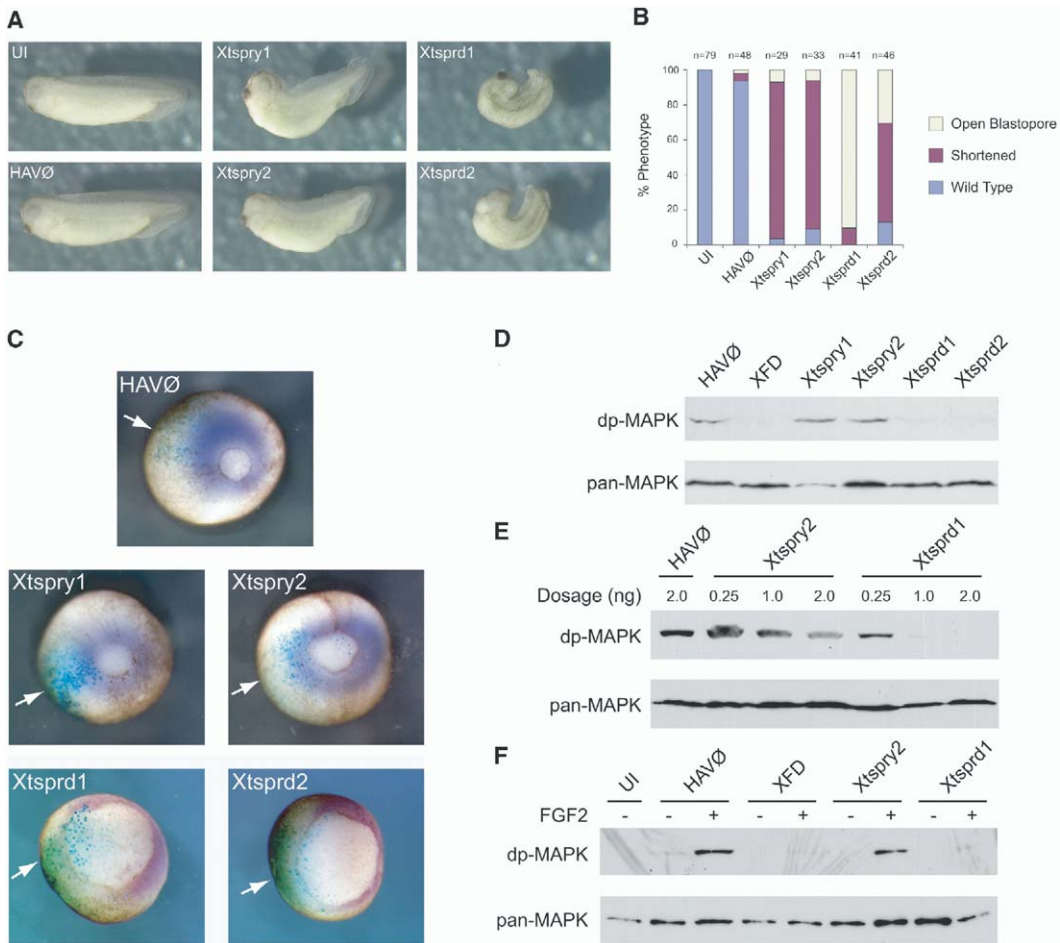 A
UI
Xtspry1
Xtsprd1
HAVØ
Xtspry2
Xtsprd2
B
n=79 n=48 n=29 n=33 n=41 n=46
100
80
60
40
20
0
% Phenotype
UI
HAVØ
Xtspry1
Xtspry2
Xtsprd1
Xtsprd2
Open Blastopore
Shortened
Wild Type
C
HAVØ
Xtspry1
Xtspry2
Xtsprd1
Xtsprd2
D
HAVØ XFD Xtspry1 Xtspry2 Xtsprd1 Xtsprd2
dp-MAPK
pan-MAPK
E
HAVØ Xtspry2 Xtsprd1
Dosage (ng) 2.0 0.25 1.0 2.0 0.25 1.0 2.0
dp-MAPK
pan-MAPK
F
UI HAVØ XFD Xtspry2 Xtsprd1
FGF2 - - + - + - + - +
dp-MAPK
pan-MAPK